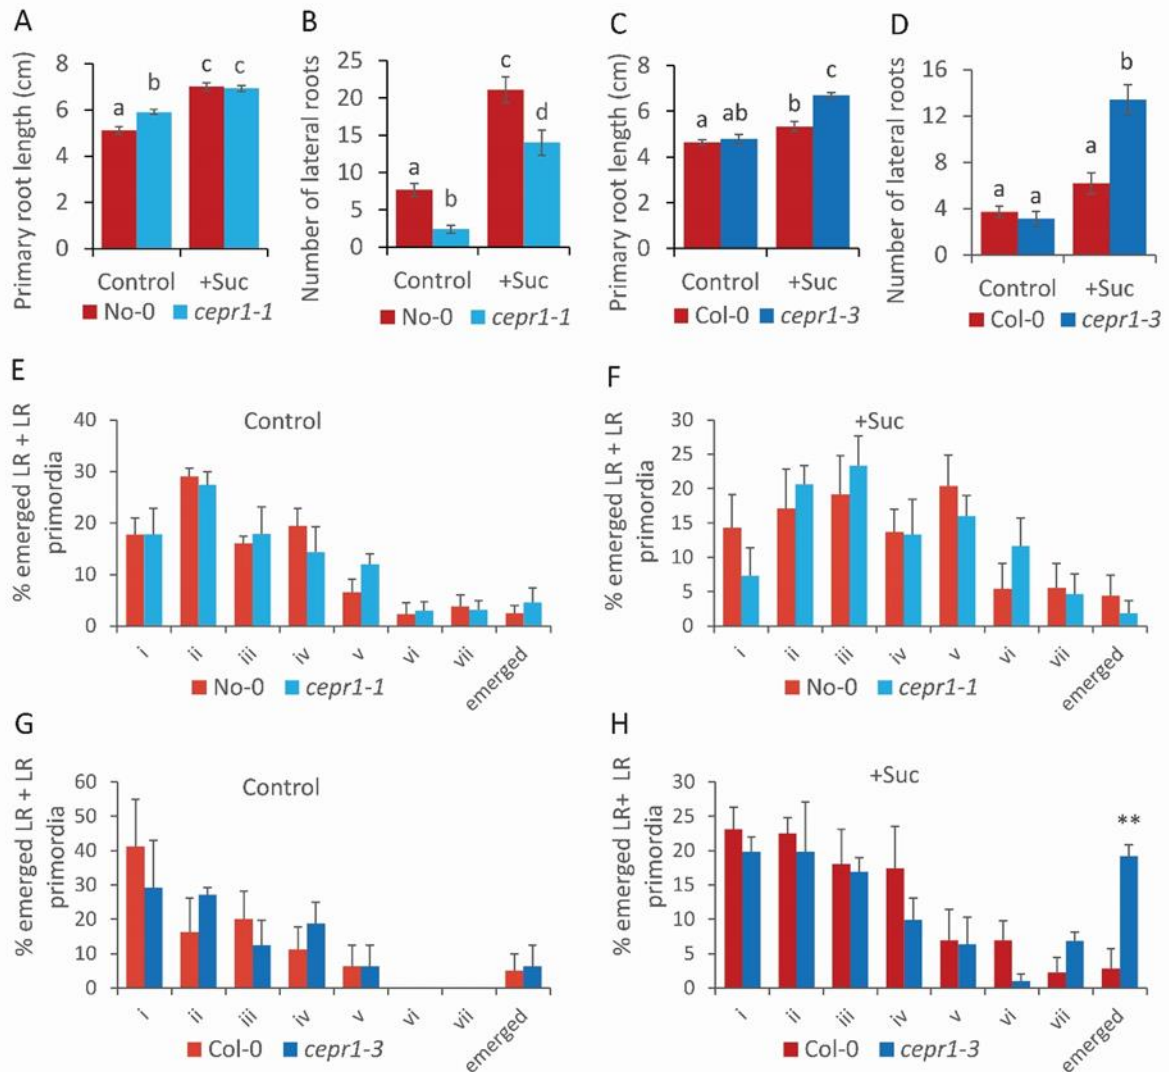 A
Primary root length (cm)
8
6
4
2
0
a
b
c
c
Control
+Suc
No-0
cepr1-1
B
Number of lateral roots
25
20
15
10
5
0
a
b
c
d
Control
+Suc
No-0
cepr1-1
C
Primary root length (cm)
8
6
4
2
0
a
ab
b
c
Control
+Suc
Col-0
cepr1-3
D
Number of lateral roots
16
12
8
4
0
a
a
a
b
Control
+Suc
Col-0
cepr1-3
E
Control
% emerged LR + LR
primordia
40
30
20
10
0
i
ii
iii
iv
v
vi
vii
emerged
No-0
cepr1-1
F
+Suc
% emerged LR + LR
primordia
30
25
20
15
10
5
0
i
ii
iii
iv
v
vi
vii
emerged
No-0
cepr1-1
G
Control
% emerged LR + LR
primordia
60
50
40
30
20
10
0
i
ii
iii
iv
v
vi
vii
emerged
Col-0
cepr1-3
H
+Suc
% emerged LR+ LR
primordia
30
25
20
15
10
5
0
**
i
ii
iii
iv
v
vi
vii
emerged
Col-0
cepr1-3